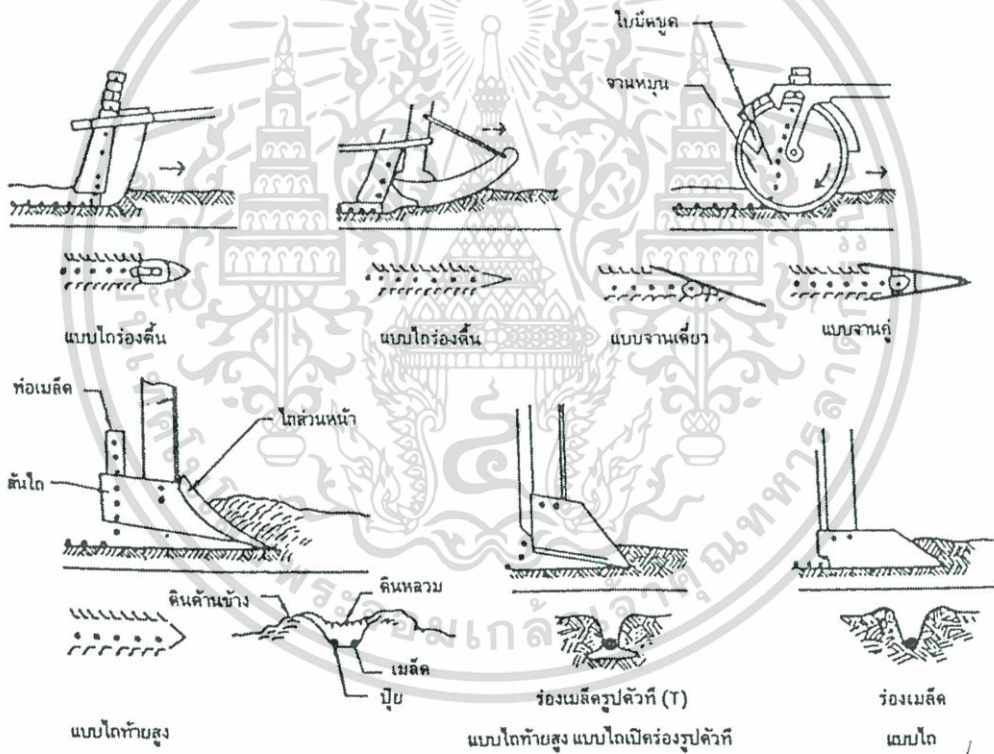 ใบมีดขูด
จานหมุน
แบบไถร่องตื้น
แบบไถร่องตื้น
แบบจานเดี่ยว
แบบจานคู่
ท่อเมล็ด
ไถส่วนหน้า
สันไถ
ดินด้านข้าง
ดินหลวม
เมล็ด
ปุ๋ย
ร่องเมล็ดรูปตัวที (T)
ร่องเมล็ด
แบบไถท้ายสูง
แบบไถท้ายสูง แบบไถเปิดร่องรูปตัวที
แบบไถ